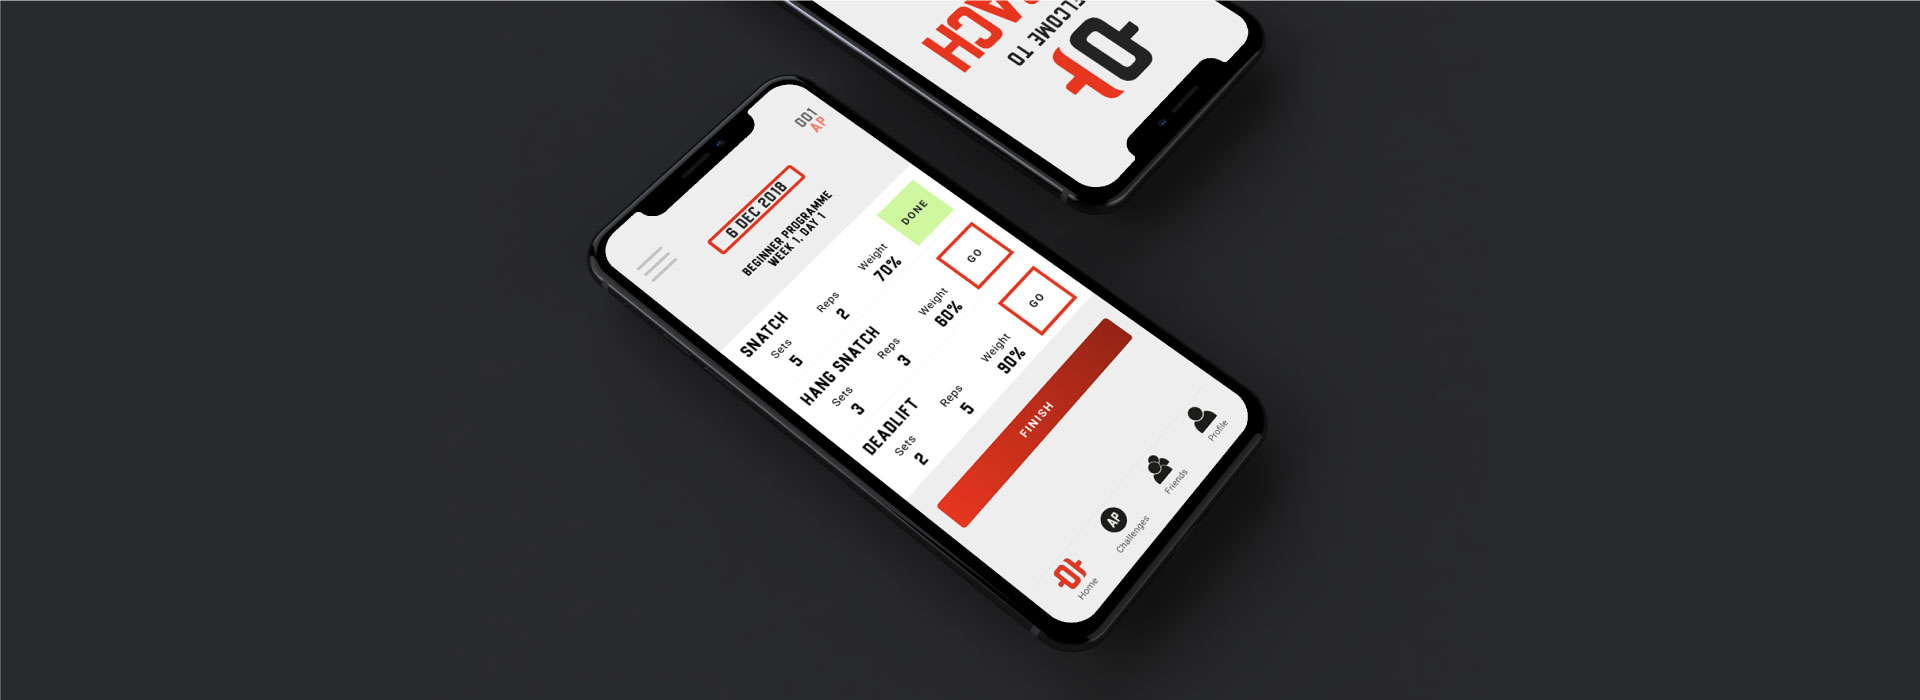 001
AP
6 DEC 2018
BEGINNER PROGRAMME
WEEK 1, DAY 1
SNATCH
Sets
5
Reps
2
Weight
70%
DONE
HANG SNATCH
Sets
3
Reps
3
Weight
60%
GO
DEADLIFT
Sets
2
Reps
5
Weight
90%
GO
FINISH
Home
AP
Challenges
Friends
Profile
ELCOME TO
ACH